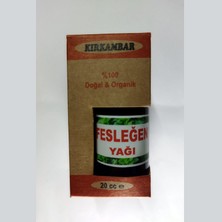 KIRKAMBAR
%100
Doğal & Organik
FESLEĞEN
YAĞI
20 cc e